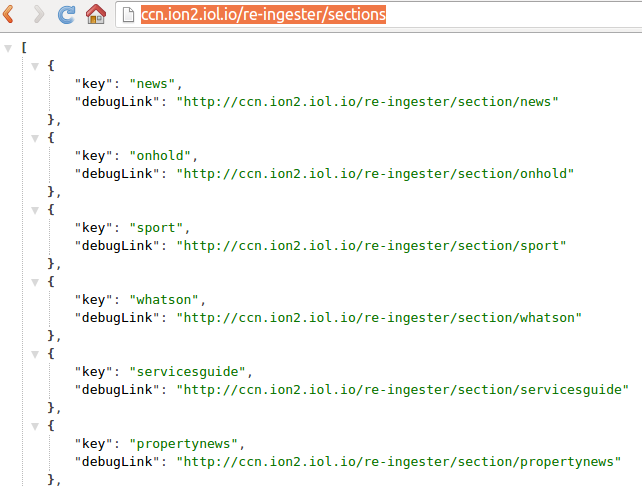 ccn.ion2.iol.io/re-ingester/sections
[
{
"key": "news",
"debugLink": "http://ccn.ion2.iol.io/re-ingester/section/news"
},
{
"key": "onhold",
"debugLink": "http://ccn.ion2.iol.io/re-ingester/section/onhold"
},
{
"key": "sport",
"debugLink": "http://ccn.ion2.iol.io/re-ingester/section/sport"
},
{
"key": "whatson",
"debugLink": "http://ccn.ion2.iol.io/re-ingester/section/whatson"
},
{
"key": "servicesguide",
"debugLink": "http://ccn.ion2.iol.io/re-ingester/section/servicesguide"
},
{
"key": "propertynews",
"debugLink": "http://ccn.ion2.iol.io/re-ingester/section/propertynews"
},